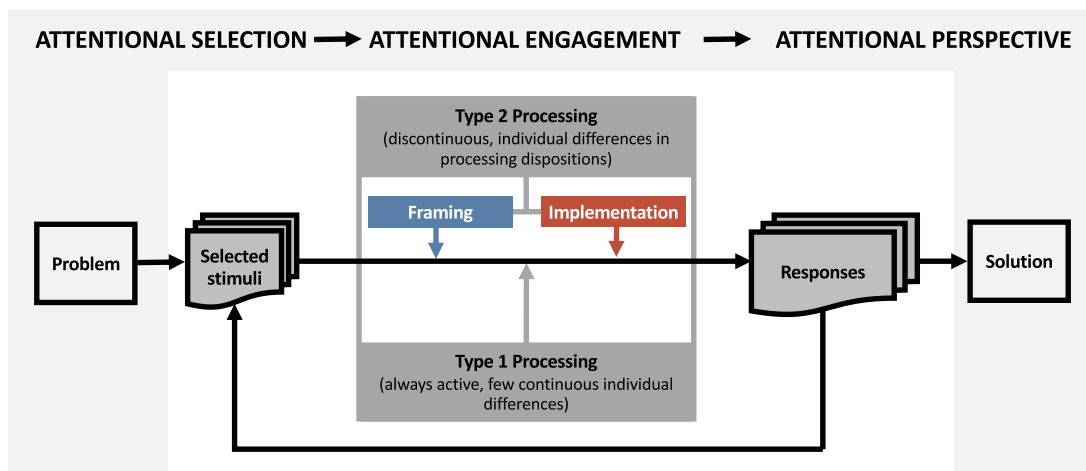 ATTENTIONAL SELECTION
ATTENTIONAL ENGAGEMENT
ATTENTIONAL PERSPECTIVE
Type 2 Processing
(discontinuous, individual differences in
processing dispositions)
Framing
Implementation
Problem
Selected
stimuli
Responses
Solution
Type 1 Processing
(always active, few continuous individual
differences)